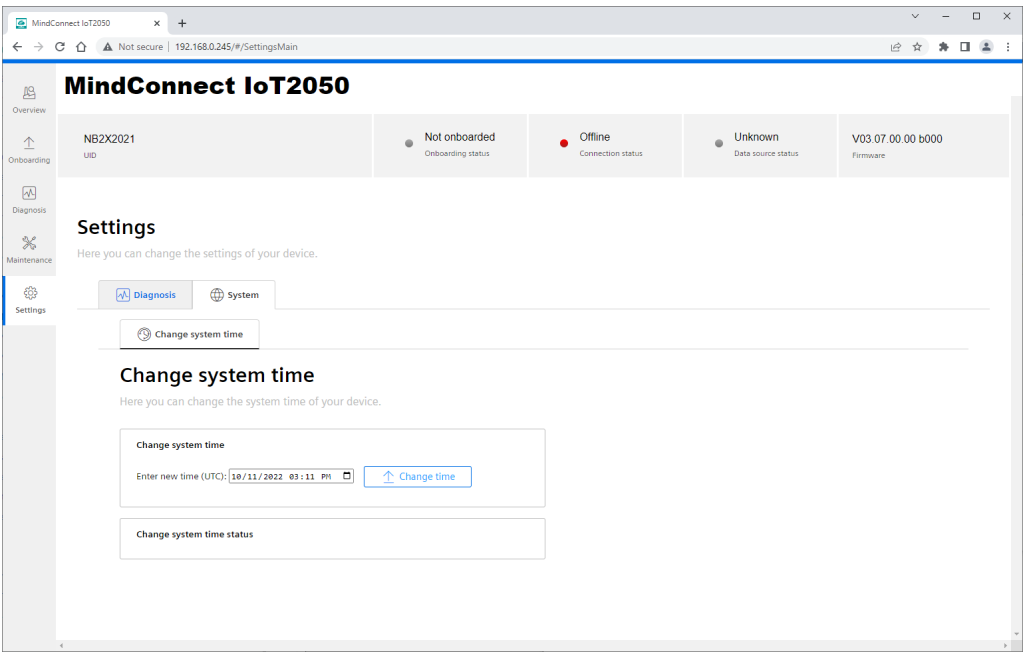 MindConnect IoT2050
Not secure 192.168.0.245/#/SettingsMain
MindConnect IoT2050
Overview
Onboarding
Diagnosis
Maintenance
Settings
NB2X2021
UID
Not onboarded
Onboarding status
Offline
Connection status
Unknown
Data source status
V03.07.00.00 b000
Firmware
Settings
Here you can change the settings of your device.
Diagnosis System
Change system time
Change system time
Here you can change the system time of your device.
Change system time
Enter new time (UTC): 10/11/2022 03:11 PM Change time
Change system time status